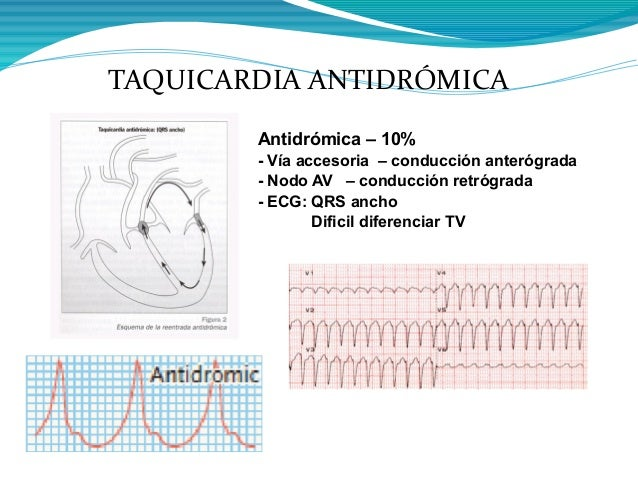 TAQUICARDIA ANTIDRÓMICA
Taquicardia antidrómica: (QRS ancho)
Figura 2
Esquema de la reentrada antidrómica
Antidrómica – 10%
- Vía accesoria – conducción anterógrada
- Nodo AV – conducción retrógrada
- ECG: QRS ancho
Dificil diferenciar TV
V1
V4
V2
V5
V3
V6
Antidromic